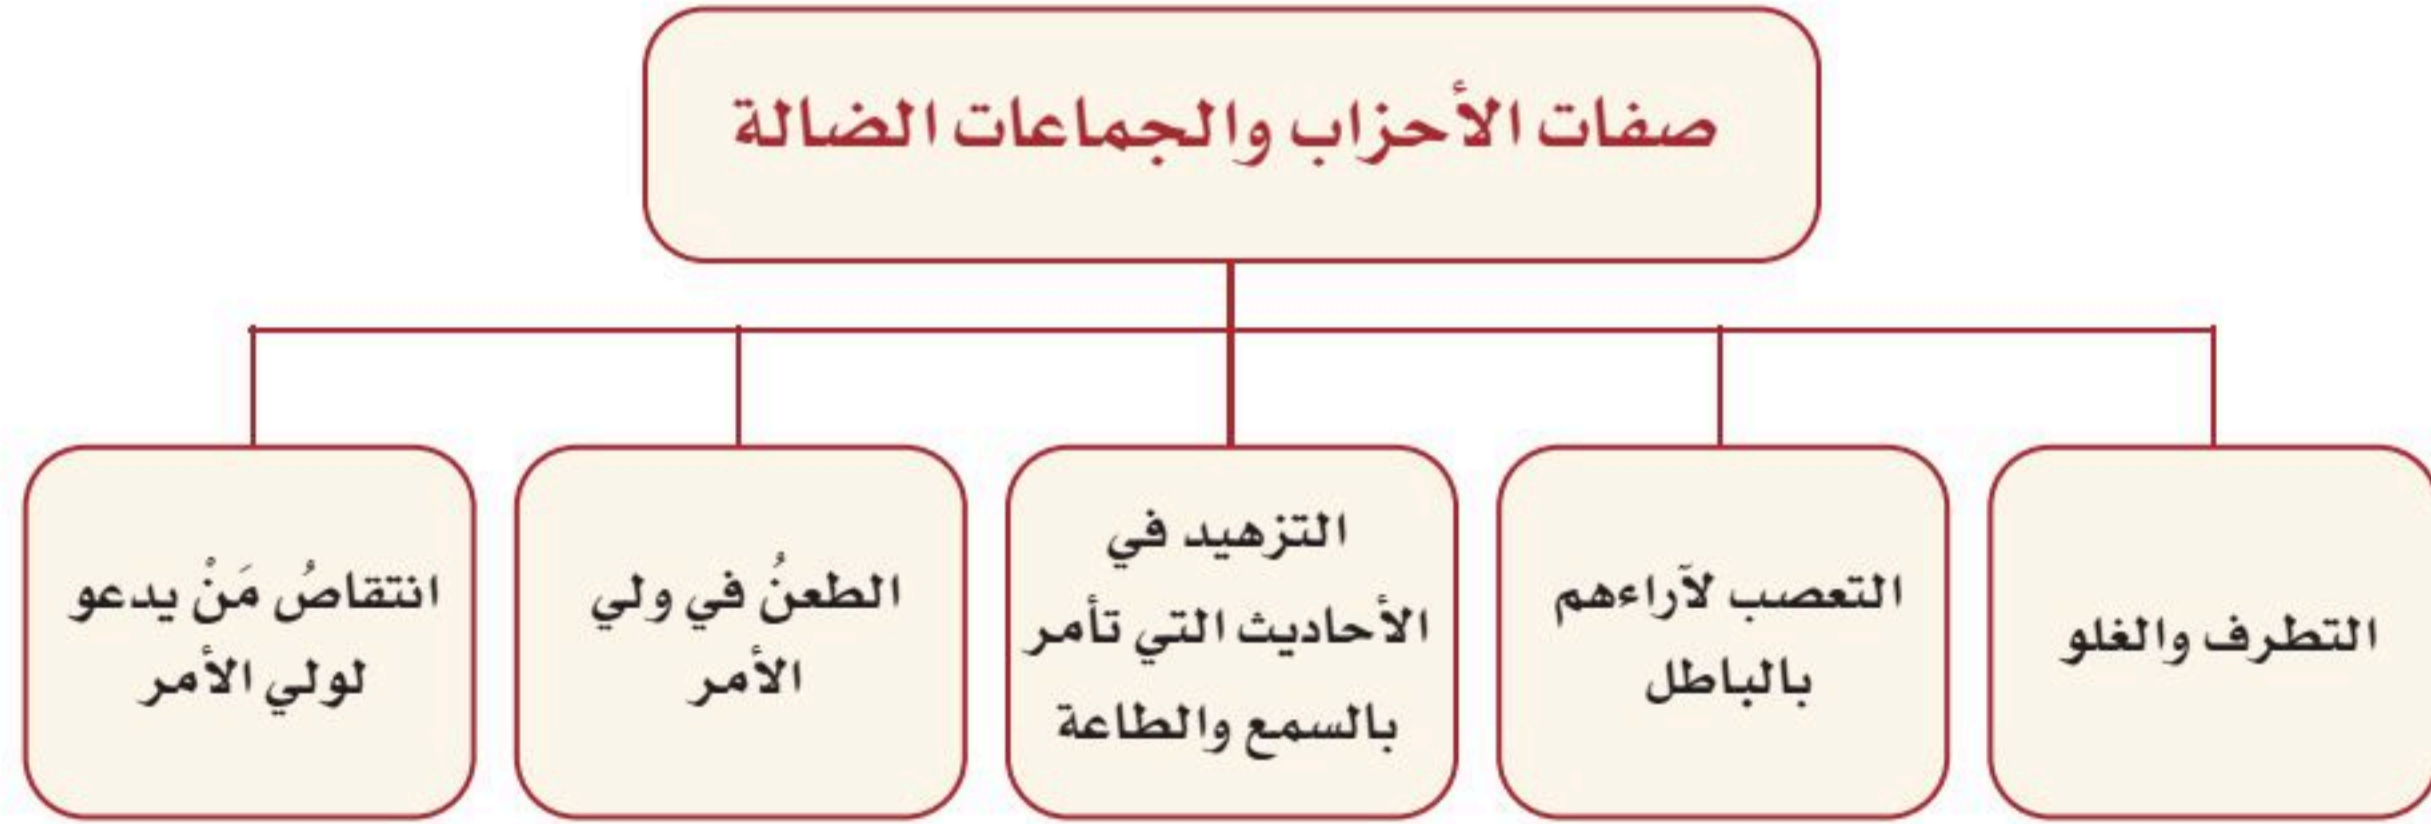 صفات الأحزاب والجماعات الضالة
التطرف والغلو
التعصب لآراءهم
بالباطل
التزهيد في
الأحاديث التي تأمر
بالسمع والطاعة
الطعنُ في ولي
الأمر
انتقاصُ مَنْ يدعو
لولي الأمر